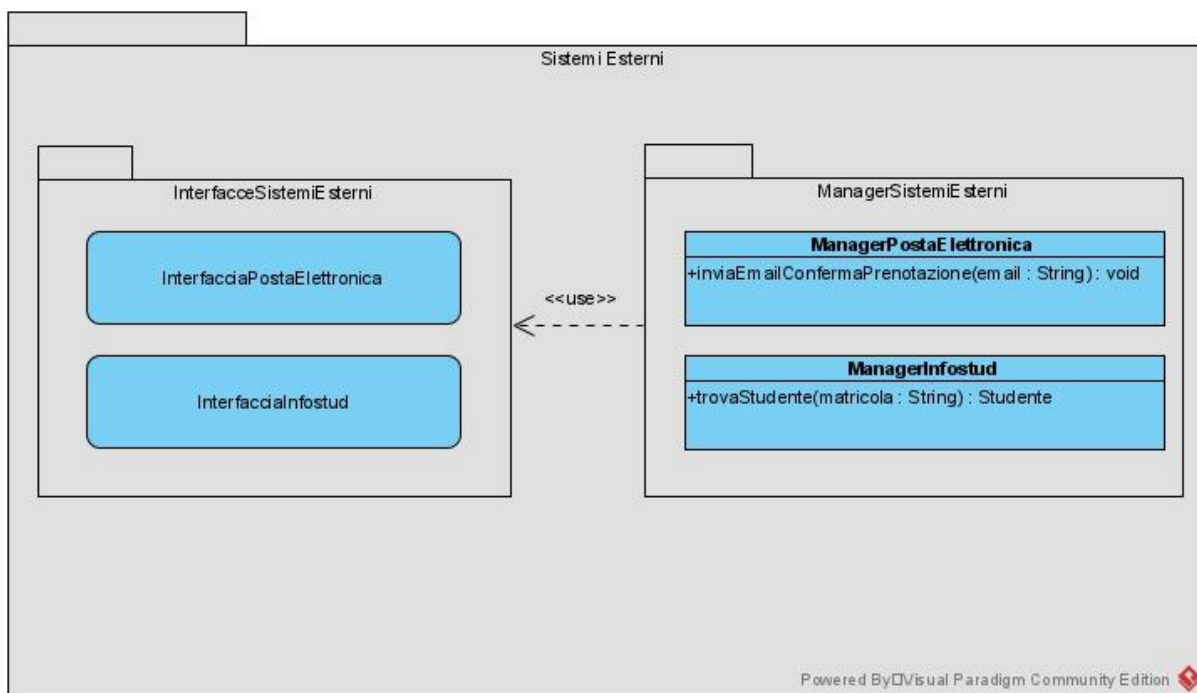 Sistemi Esterni
InterfacceSistemiEsterni
InterfacciaPostaElettronica
InterfacciaInfostud
<<use>>
ManagerSistemiEsterni
ManagerPostaElettronica
+inviaEmailConfermaPrenotazione(email : String) : void
ManagerInfostud
+trovaStudente(matricola : String) : Studente
Powered By□Visual Paradigm Community Edition